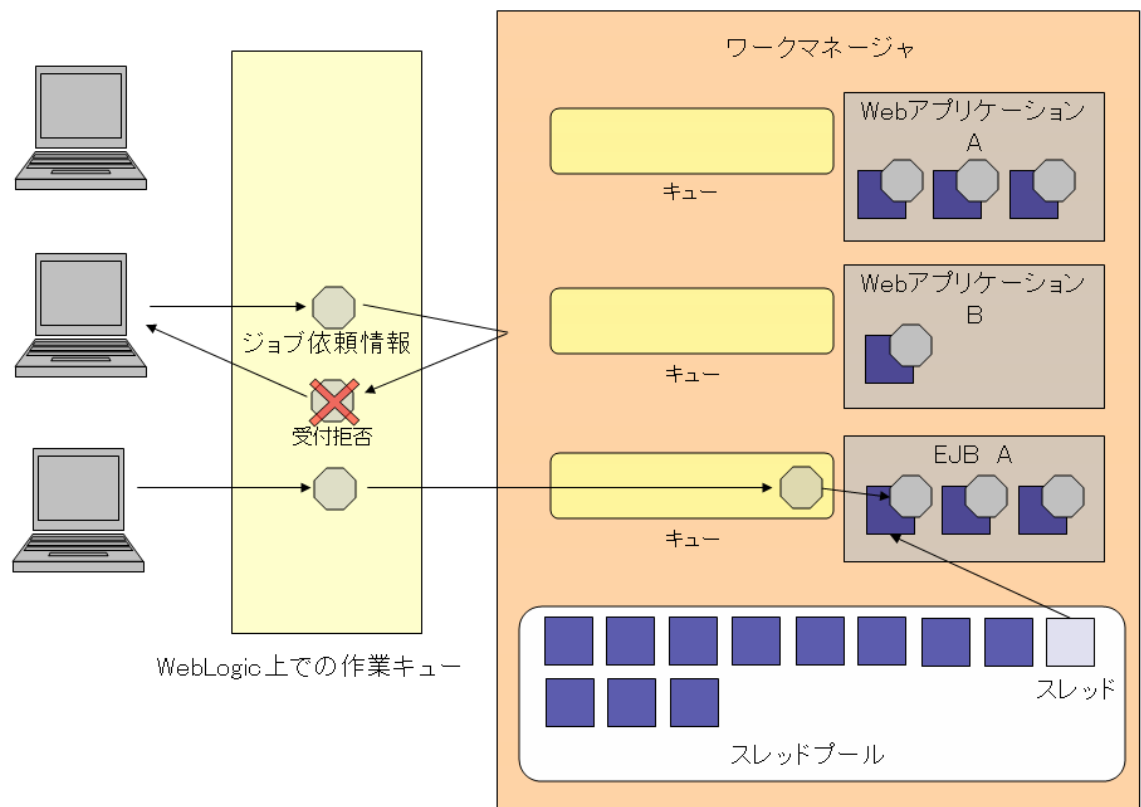 ワークマネージャ
Webアプリケーション
A
キュー
Webアプリケーション
B
ジョブ依頼情報
キュー
受付拒否
EJB A
キュー
WebLogic上での作業キュー
スレッド
スレッドプール